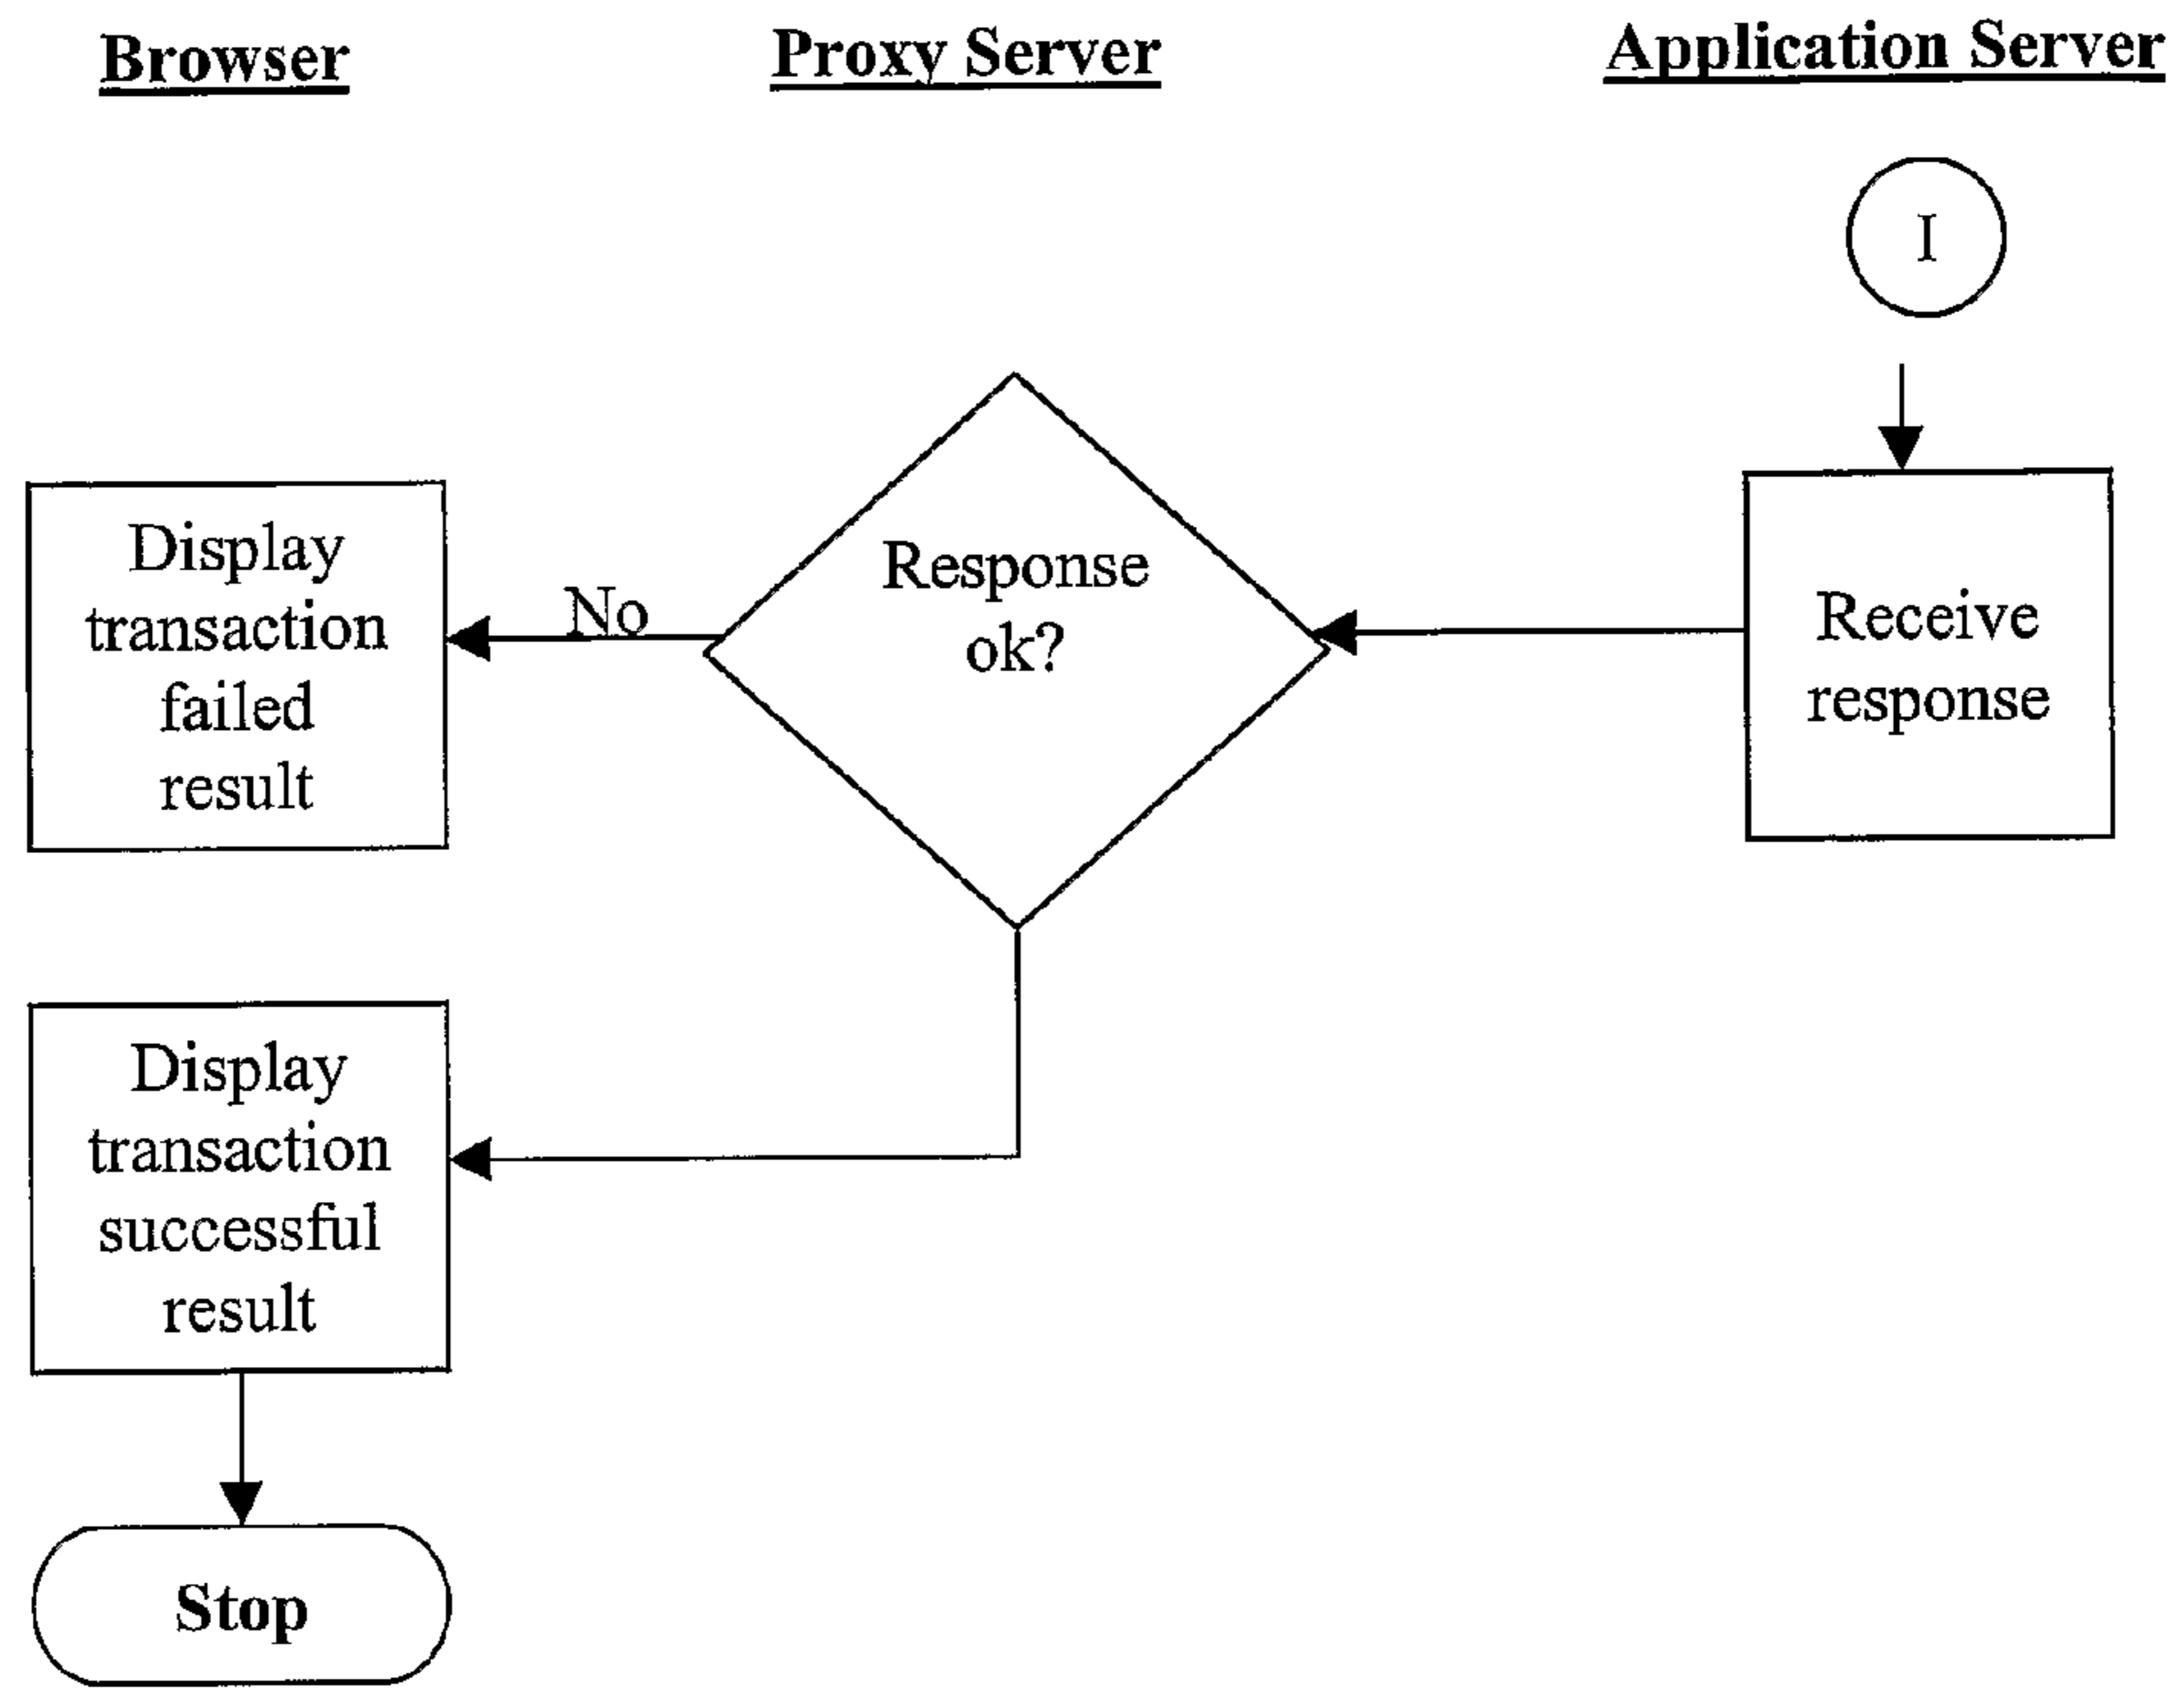 Browser
Proxy Server
Application Server
I
Display
transaction
failed
result
No
Response
ok?
Receive
response
Display
transaction
successful
result
Stop